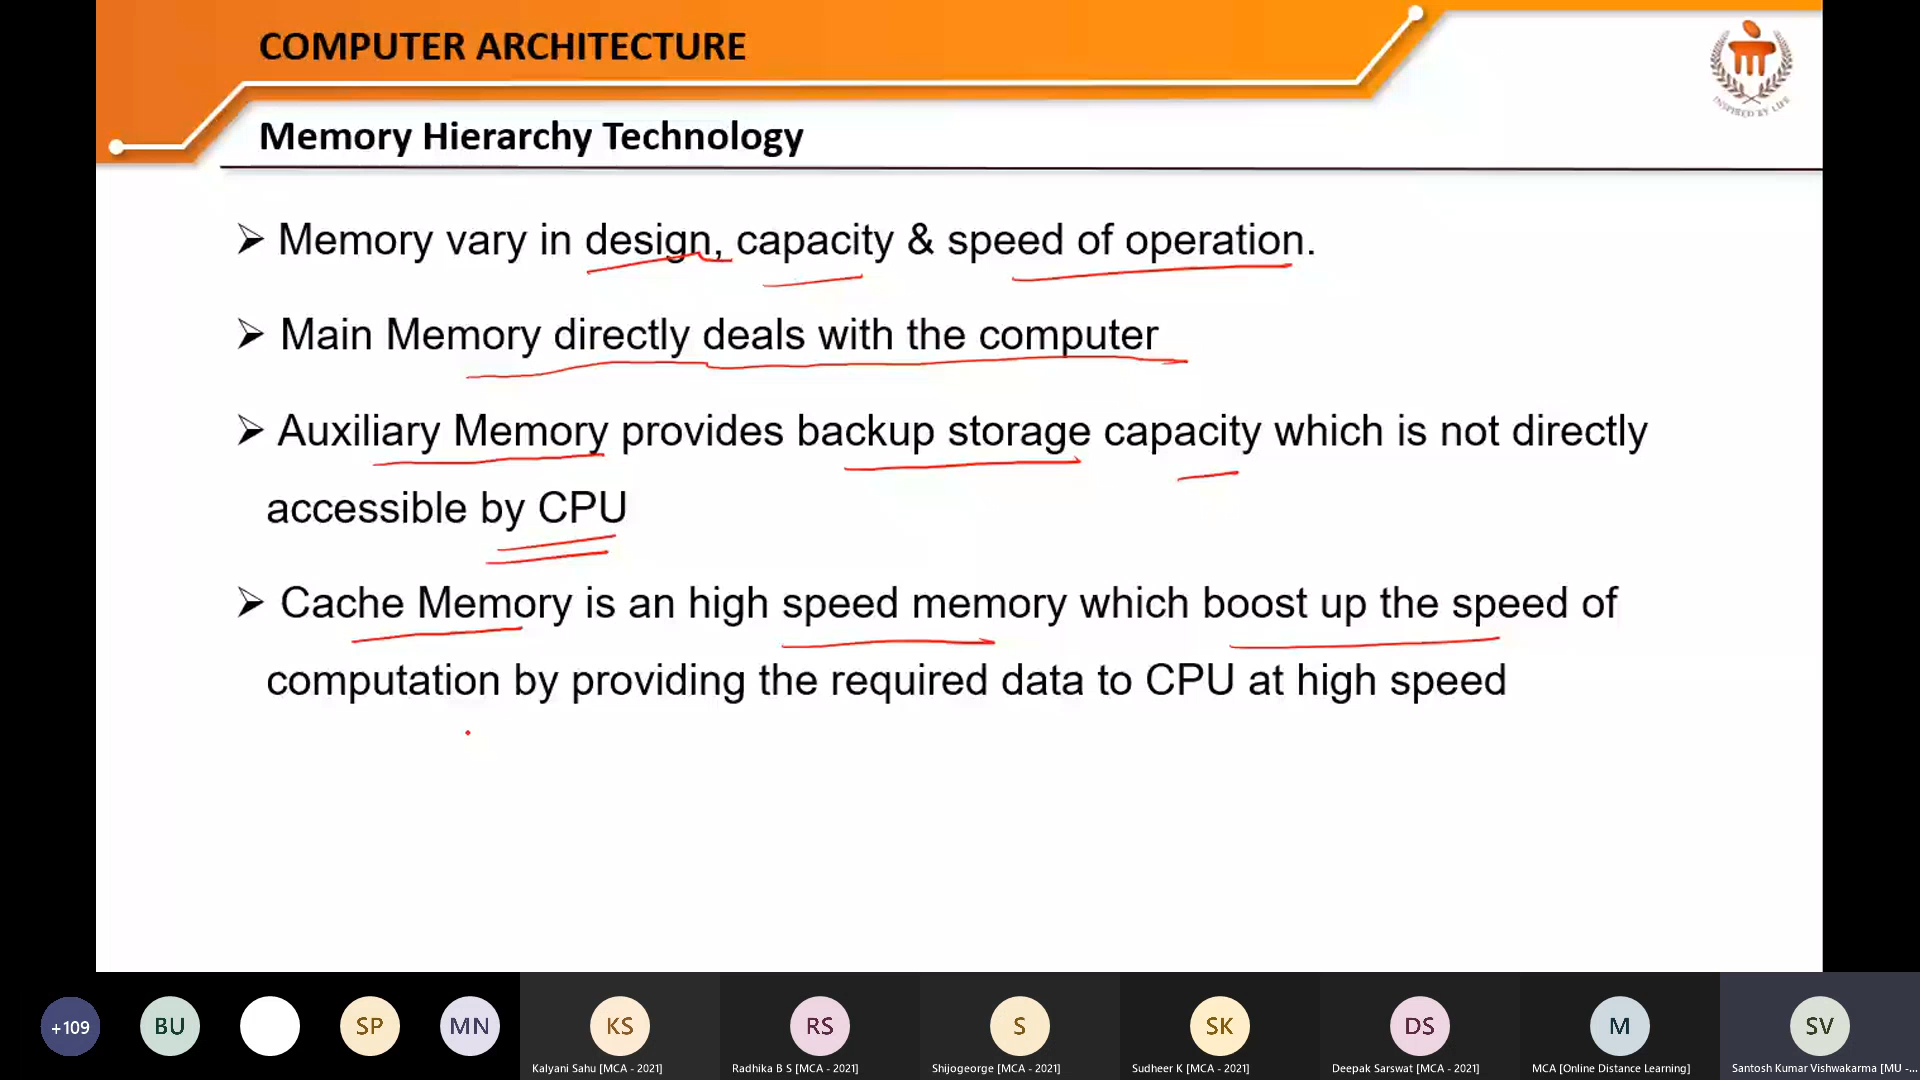 COMPUTER ARCHITECTURE
INSPIRED BY LIFE
Memory Hierarchy Technology
➢ Memory vary in design, capacity & speed of operation.
➢ Main Memory directly deals with the computer
➢ Auxiliary Memory provides backup storage capacity which is not directly
accessible by CPU
➢ Cache Memory is an high speed memory which boost up the speed of
computation by providing the required data to CPU at high speed
+109 BU SP MN KS RS S SK DS M SV
Kalyani Sahu [MCA - 2021] Radhika B S [MCA - 2021] Shijogeorge [MCA - 2021] Sudheer K [MCA - 2021] Deepak Sarswat [MCA - 2021] MCA [Online Distance Learning] Santosh Kumar Vishwakarma [MU -...